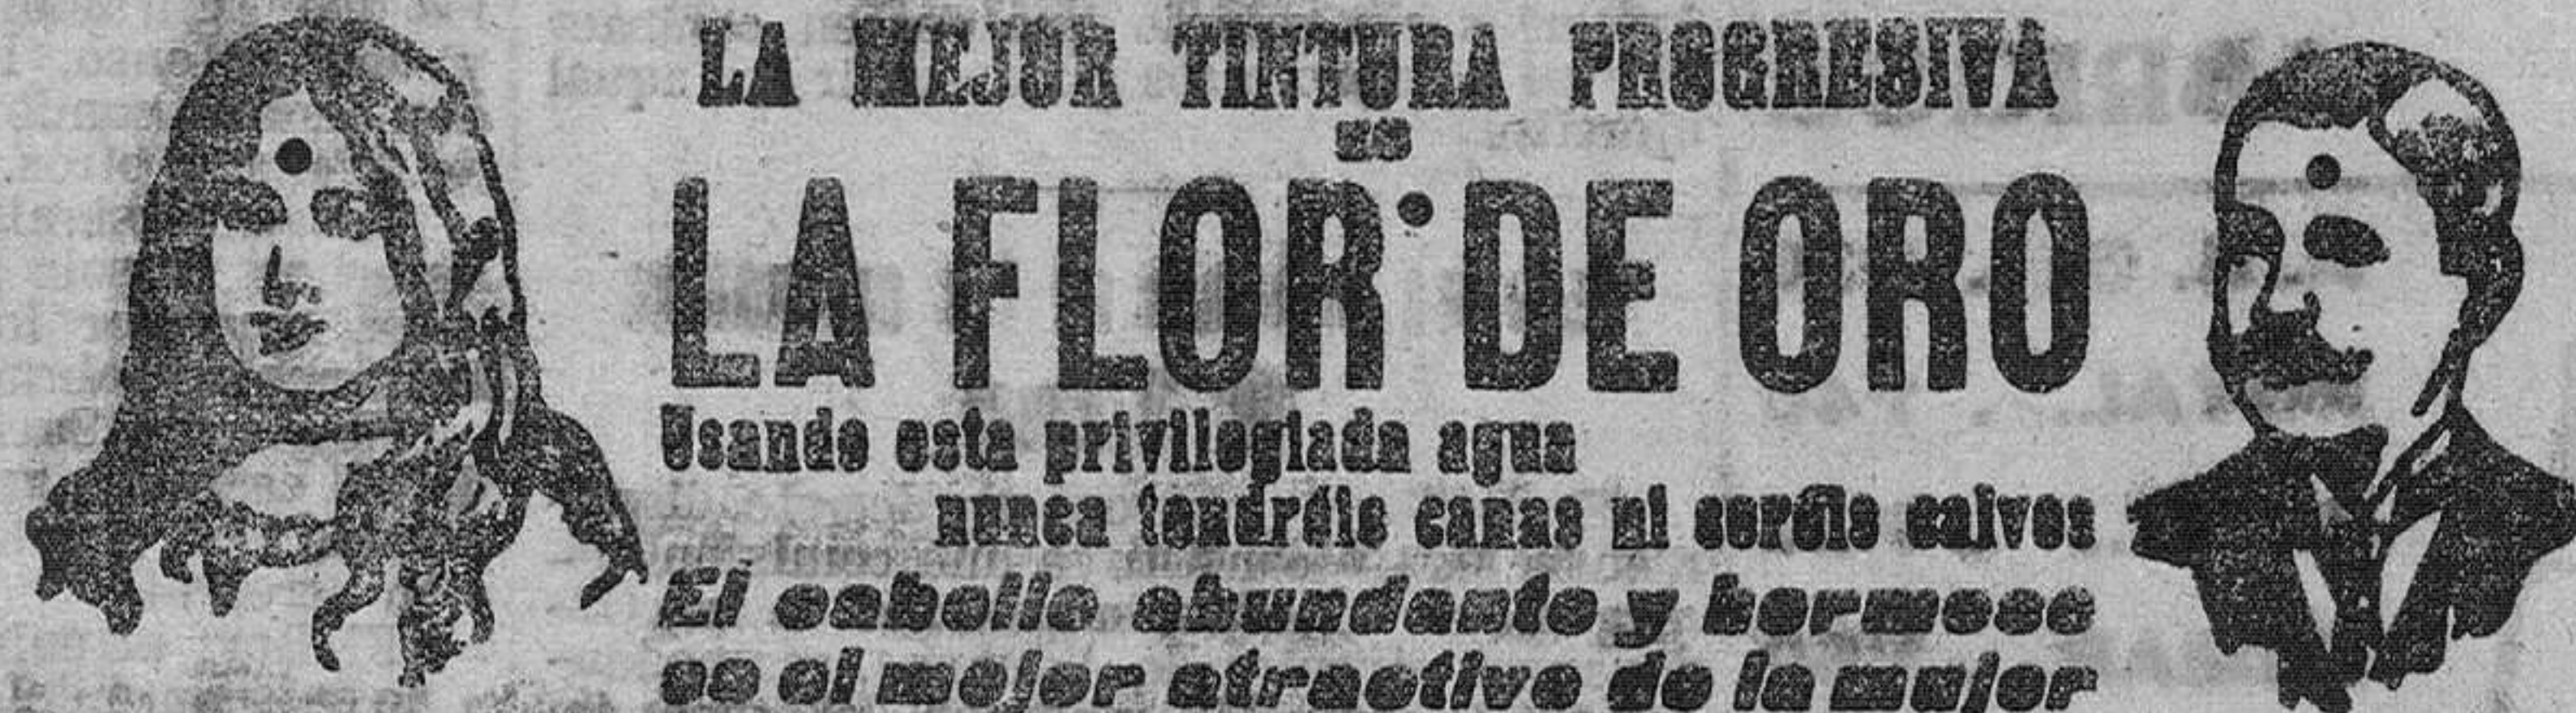 LA MEJOR TINTURA PROGRESIVA
ES
LA FLOR DE ORO
Usando esta privilegiada agua
nunca tendréis canas ni seréis calvos
El cabello abundante y hermoso
es el mejor atractivo de la mujer